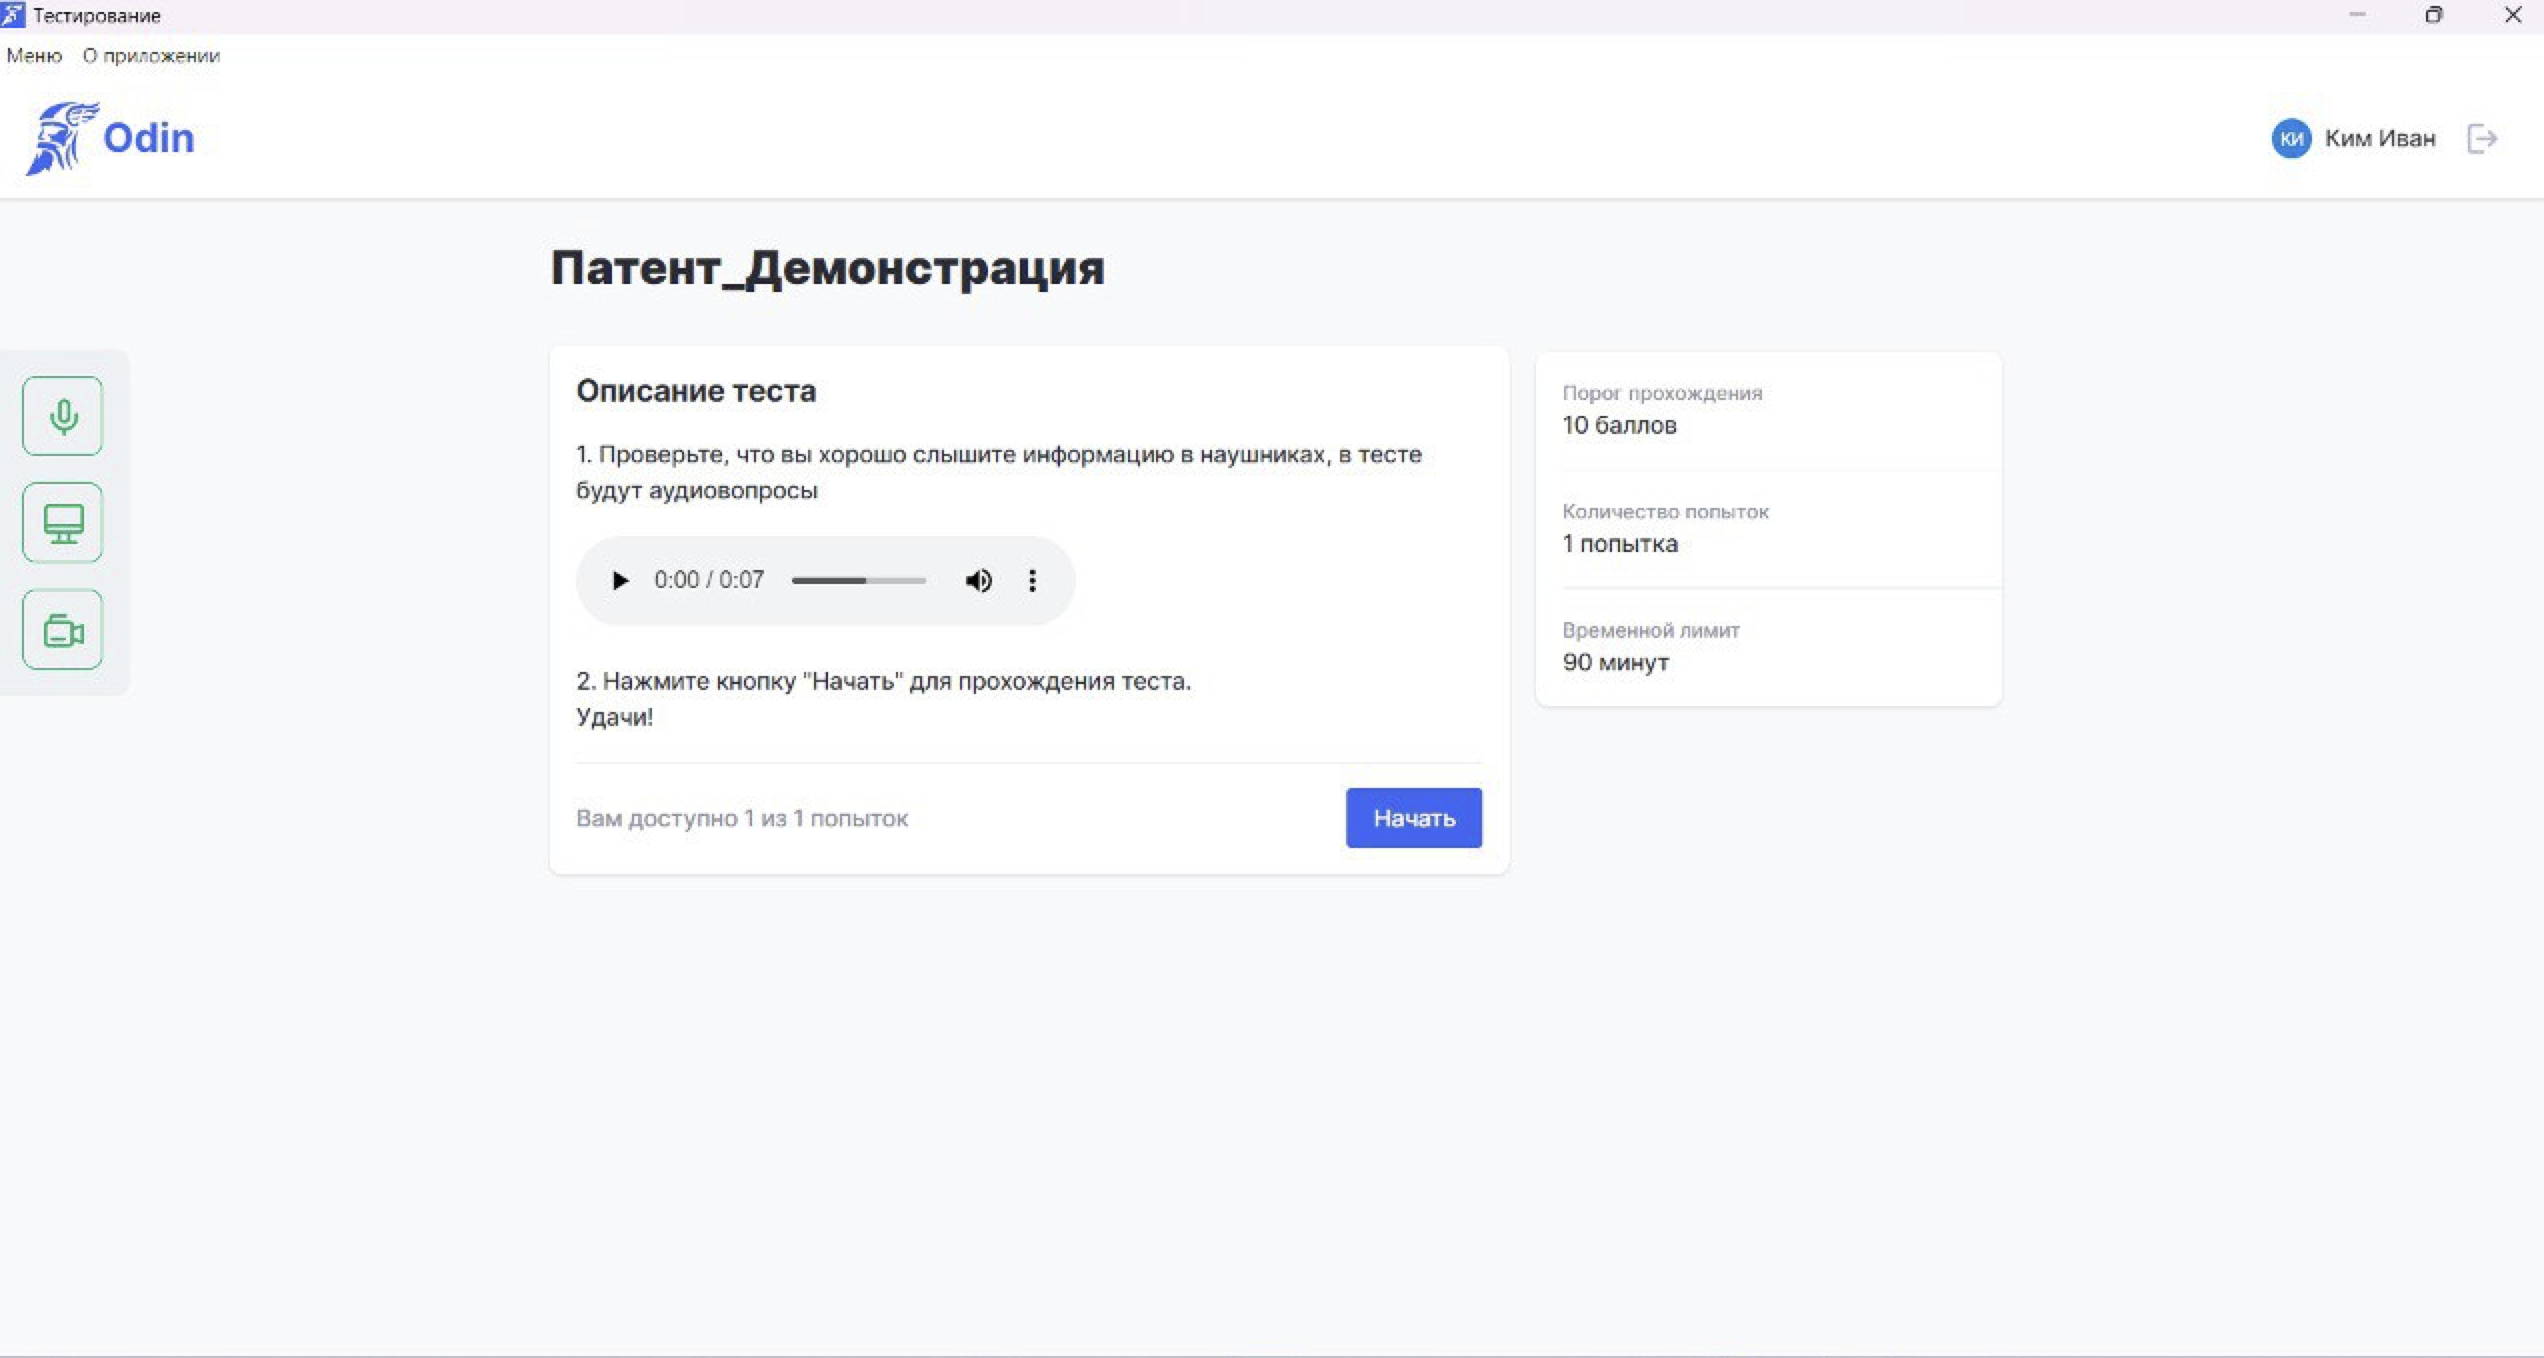 Тестирование
Меню О приложении
Odin
КИ Ким Иван
Патент_Демонстрация
Описание теста
1. Проверьте, что вы хорошо слышите информацию в наушниках, в тесте
будут аудиовопросы
0:00 / 0:07
2. Нажмите кнопку "Начать" для прохождения теста.
Удачи!
Вам доступно 1 из 1 попыток
Начать
Порог прохождения
10 баллов
Количество попыток
1 попытка
Временной лимит
90 минут